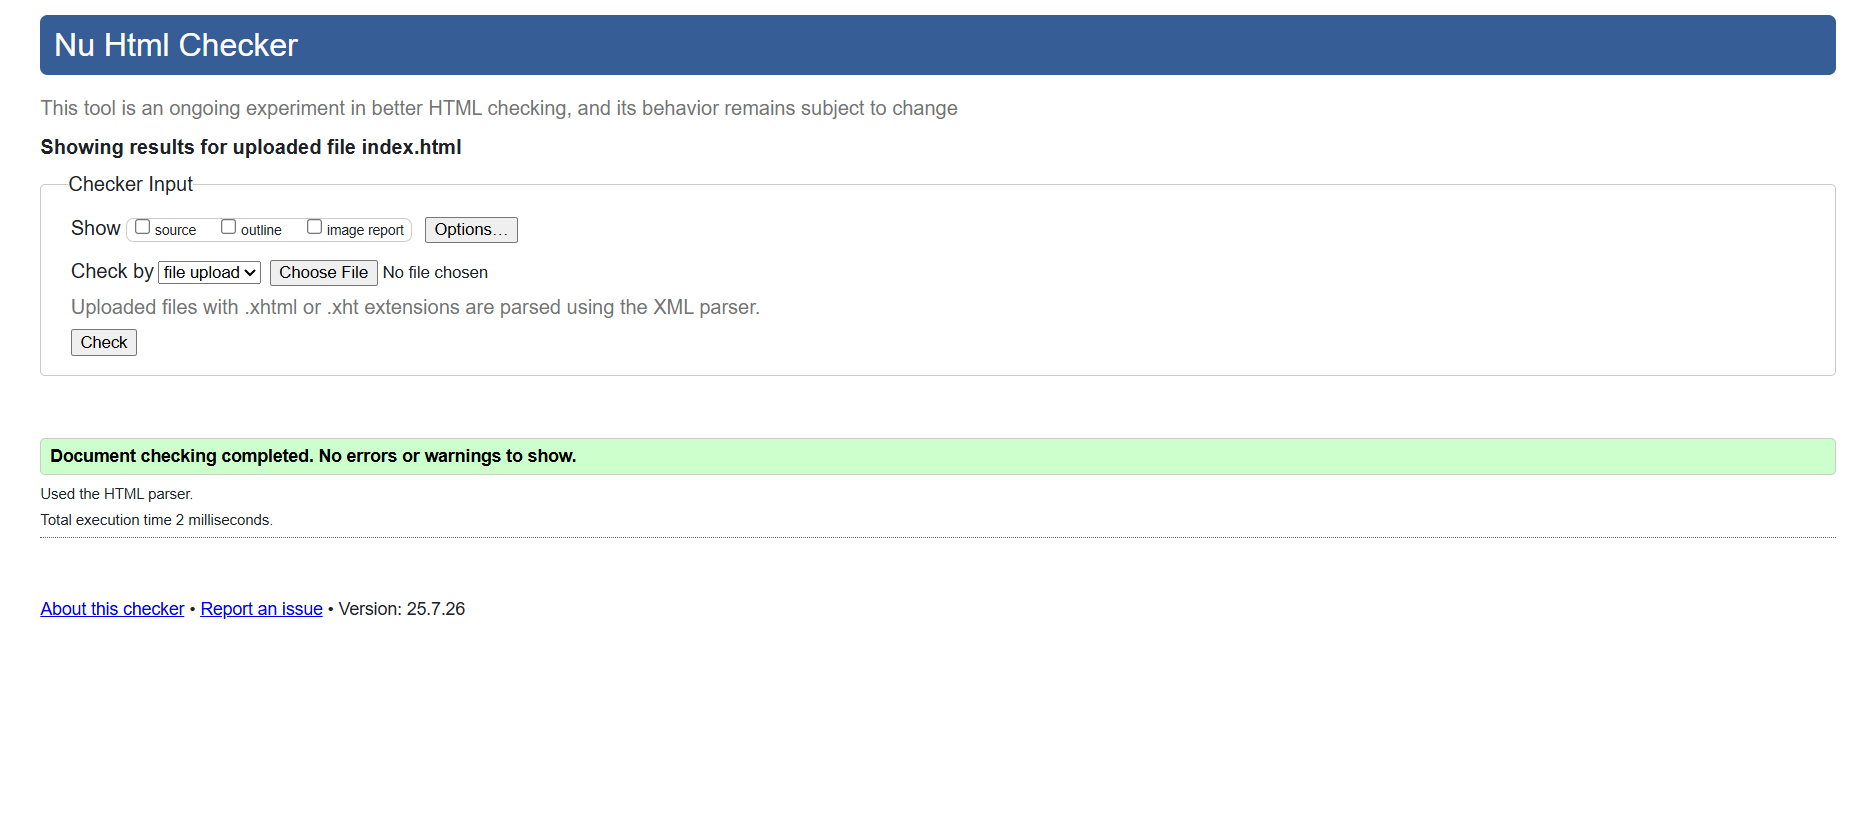 Nu Html Checker
This tool is an ongoing experiment in better HTML checking, and its behavior remains subject to change
Showing results for uploaded file index.html
Checker Input
Show source outline image report Options...
Check by file upload Choose File No file chosen
Uploaded files with .xhtml or .xht extensions are parsed using the XML parser.
Check
Document checking completed. No errors or warnings to show.
Used the HTML parser.
Total execution time 2 milliseconds.
About this checker • Report an issue • Version: 25.7.26